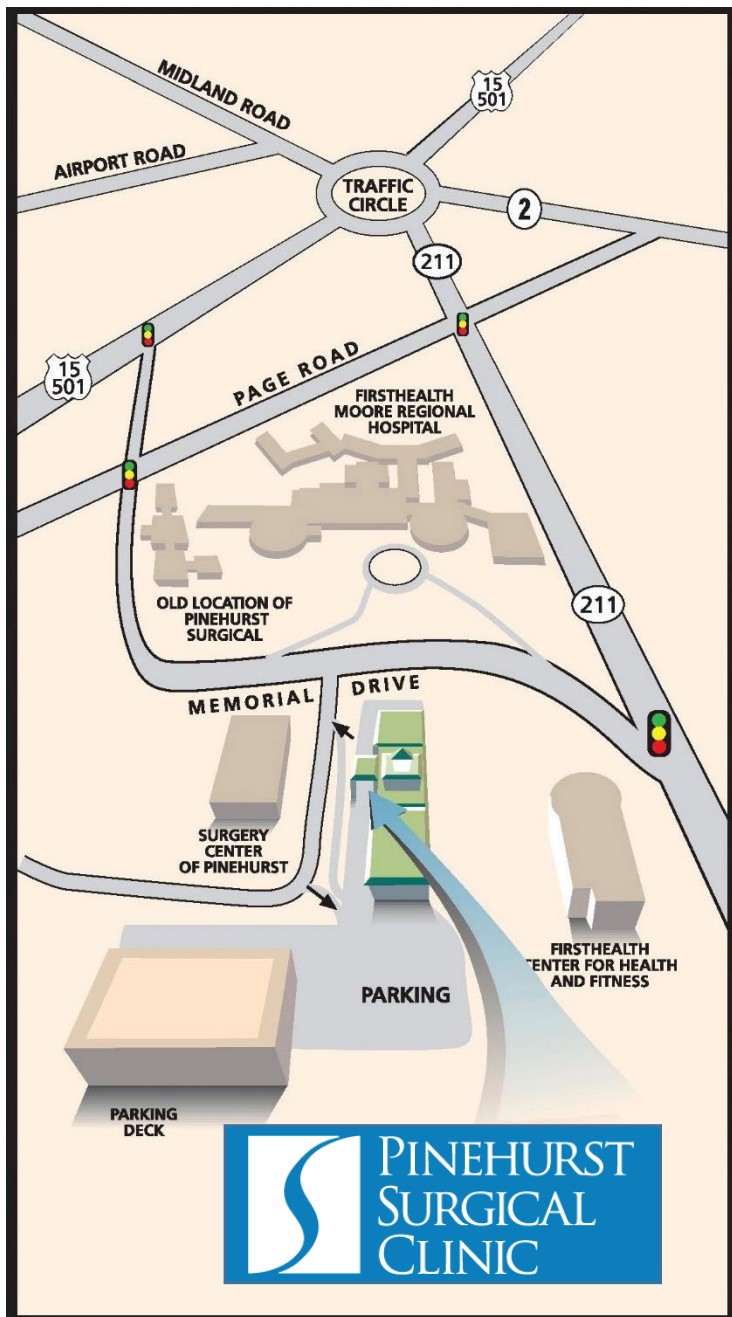 MIDLAND ROAD
15
501
AIRPORT ROAD
TRAFFIC
CIRCLE
2
211
15
501
PAGE ROAD
FIRSTHEALTH
MOORE REGIONAL
HOSPITAL
OLD LOCATION OF
PINEHURST
SURGICAL
211
MEMORIAL DRIVE
SURGERY
CENTER
OF PINEHURST
FIRSTHEALTH
CENTER FOR HEALTH
AND FITNESS
PARKING
PARKING
DECK
PINEHURST
SURGICAL
CLINIC